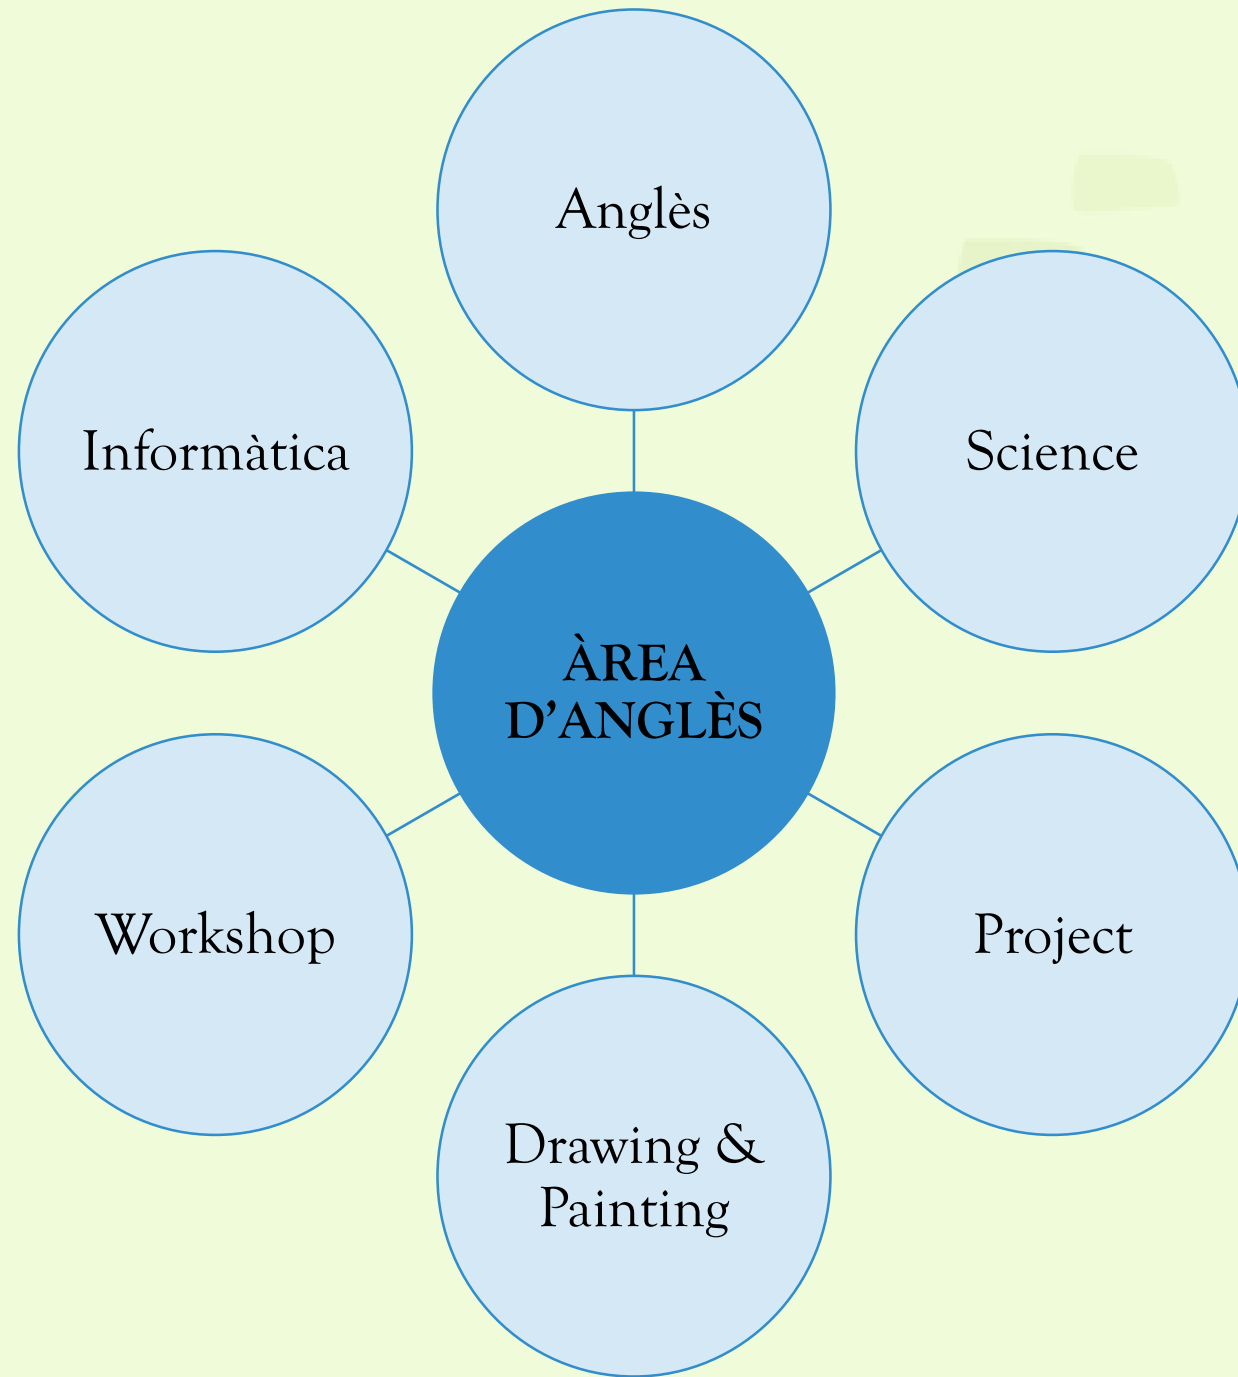 Anglès
Informàtica
Science
ÀREA
D’ANGLÈS
Workshop
Project
Drawing &
Painting